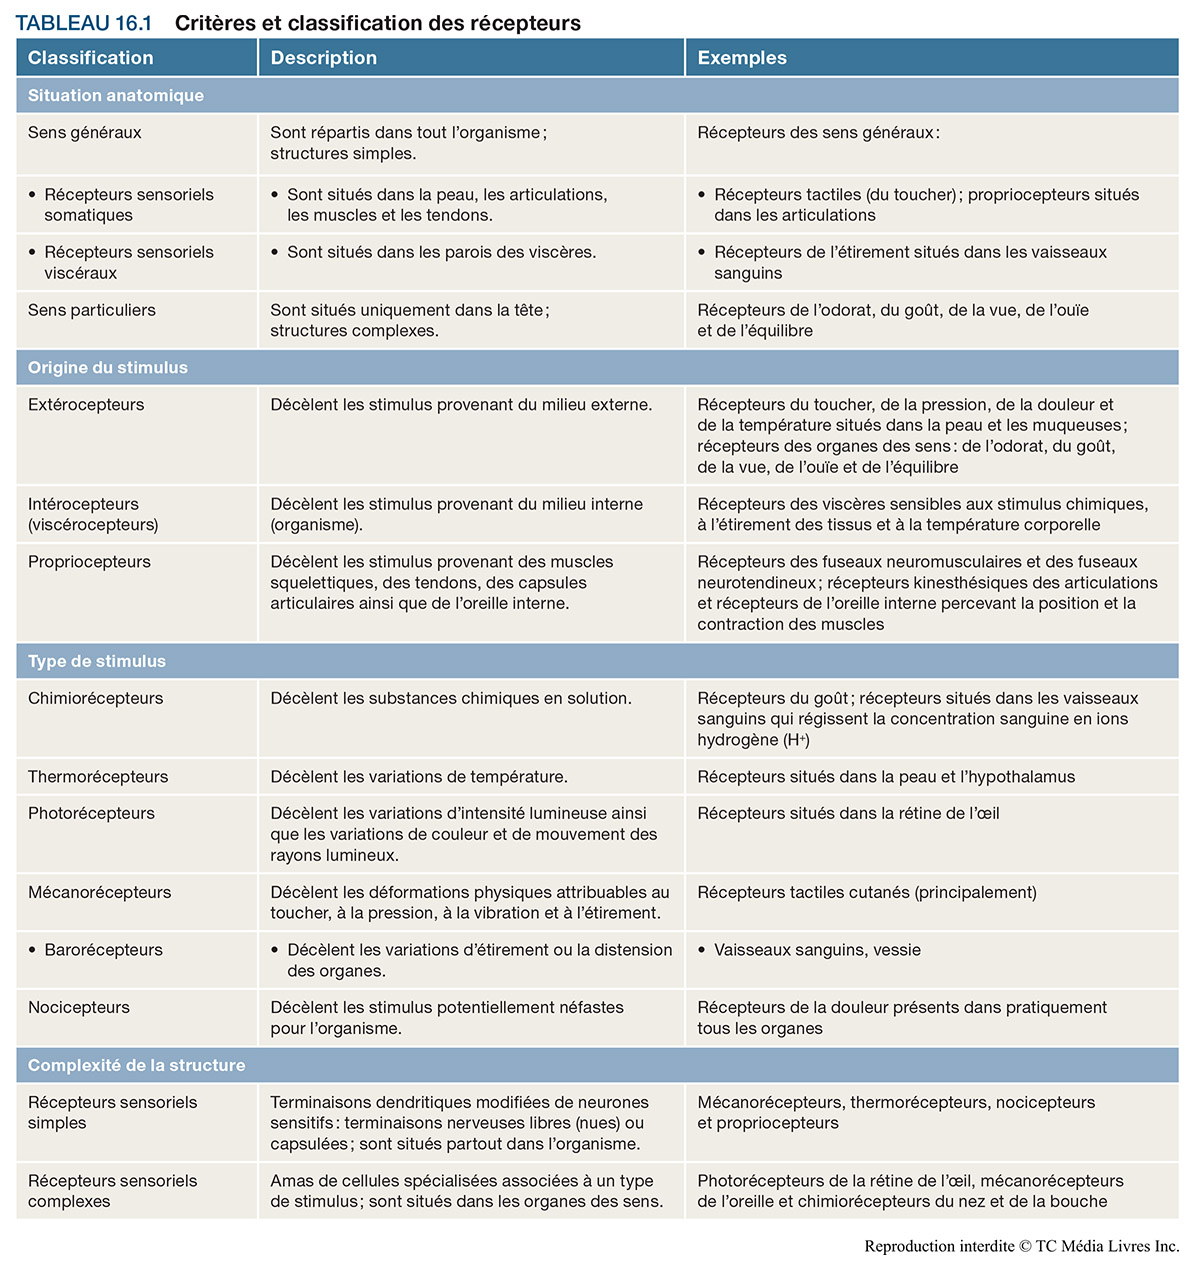 TABLEAU 16.1 Critères et classification des récepteurs
Classification Description Exemples
Situation anatomique
Sens généraux
Sont répartis dans tout l'organisme ;
structures simples.
Récepteurs des sens généraux :
• Récepteurs sensoriels
somatiques
• Sont situés dans la peau, les articulations,
les muscles et les tendons.
• Récepteurs tactiles (du toucher) ; propriocepteurs situés
dans les articulations
• Récepteurs sensoriels
viscéraux
• Sont situés dans les parois des viscères.
• Récepteurs de l'étirement situés dans les vaisseaux
sanguins
Sens particuliers
Sont situés uniquement dans la tête ;
structures complexes.
Récepteurs de l'odorat, du goût, de la vue, de l'ouïe
et de l'équilibre
Origine du stimulus
Extérocepteurs
Décèlent les stimulus provenant du milieu externe.
Récepteurs du toucher, de la pression, de la douleur et
de la température situés dans la peau et les muqueuses ;
récepteurs des organes des sens : de l'odorat, du goût,
de la vue, de l'ouïe et de l'équilibre
Intérocepteurs
(viscérocepteurs)
Décèlent les stimulus provenant du milieu interne
(organisme).
Récepteurs des viscères sensibles aux stimulus chimiques,
à l'étirement des tissus et à la température corporelle
Propriocepteurs
Décèlent les stimulus provenant des muscles
squelettiques, des tendons, des capsules
articulaires ainsi que de l'oreille interne.
Récepteurs des fuseaux neuromusculaires et des fuseaux
neurotendineux ; récepteurs kinesthésiques des articulations
et récepteurs de l'oreille interne percevant la position et la
contraction des muscles
Type de stimulus
Chimiorécepteurs
Décèlent les substances chimiques en solution.
Récepteurs du goût ; récepteurs situés dans les vaisseaux
sanguins qui régissent la concentration sanguine en ions
hydrogène (H⁺)
Thermorécepteurs
Décèlent les variations de température.
Récepteurs situés dans la peau et l'hypothalamus
Photorécepteurs
Décèlent les variations d'intensité lumineuse ainsi
que les variations de couleur et de mouvement des
rayons lumineux.
Récepteurs situés dans la rétine de l'œil
Mécanorécepteurs
Décèlent les déformations physiques attribuables au
toucher, à la pression, à la vibration et à l'étirement.
Récepteurs tactiles cutanés (principalement)
• Barorécepteurs
• Décèlent les variations d'étirement ou la distension
des organes.
• Vaisseaux sanguins, vessie
Nocicepteurs
Décèlent les stimulus potentiellement néfastes
pour l'organisme.
Récepteurs de la douleur présents dans pratiquement
tous les organes
Complexité de la structure
Récepteurs sensoriels
simples
Terminaisons dendritiques modifiées de neurones
sensitifs : terminaisons nerveuses libres (nues) ou
capsulées ; sont situés partout dans l'organisme.
Mécanorécepteurs, thermorécepteurs, nocicepteurs
et propriocepteurs
Récepteurs sensoriels
complexes
Amas de cellules spécialisées associées à un type
de stimulus ; sont situés dans les organes des sens.
Photorécepteurs de la rétine de l'œil, mécanorécepteurs
de l'oreille et chimiorécepteurs du nez et de la bouche
Reproduction interdite © TC Média Livres Inc.